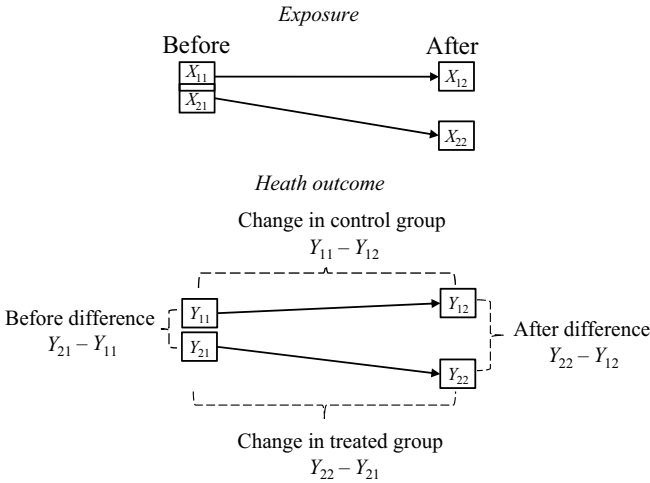 Exposure
Before After
X11 X12
X21
X22
Heath outcome
Change in control group
Y11 – Y12
Y11 Y12
Before difference
Y21 – Y11
Y21
After difference
Y22 – Y12
Y22
Change in treated group
Y22 – Y21